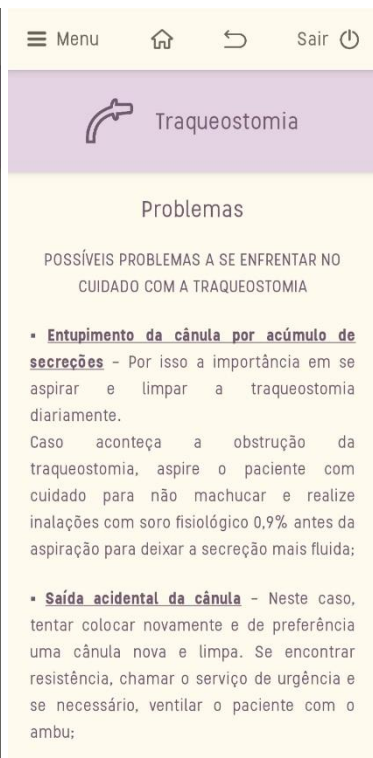 Menu Sair
Traqueostomia
Problemas
POSSÍVEIS PROBLEMAS A SE ENFRENTAR NO
CUIDADO COM A TRAQUEOSTOMIA
▪ Entupimento da cânula por acúmulo de
secreções – Por isso a importância em se
aspirar e limpar a traqueostomia
diariamente.
Caso aconteça a obstrução da
traqueostomia, aspire o paciente com
cuidado para não machucar e realize
inalações com soro fisiológico 0,9% antes da
aspiração para deixar a secreção mais fluida;
▪ Saída acidental da cânula – Neste caso,
tentar colocar novamente e de preferência
uma cânula nova e limpa. Se encontrar
resistência, chamar o serviço de urgência e
se necessário, ventilar o paciente com o
ambu;